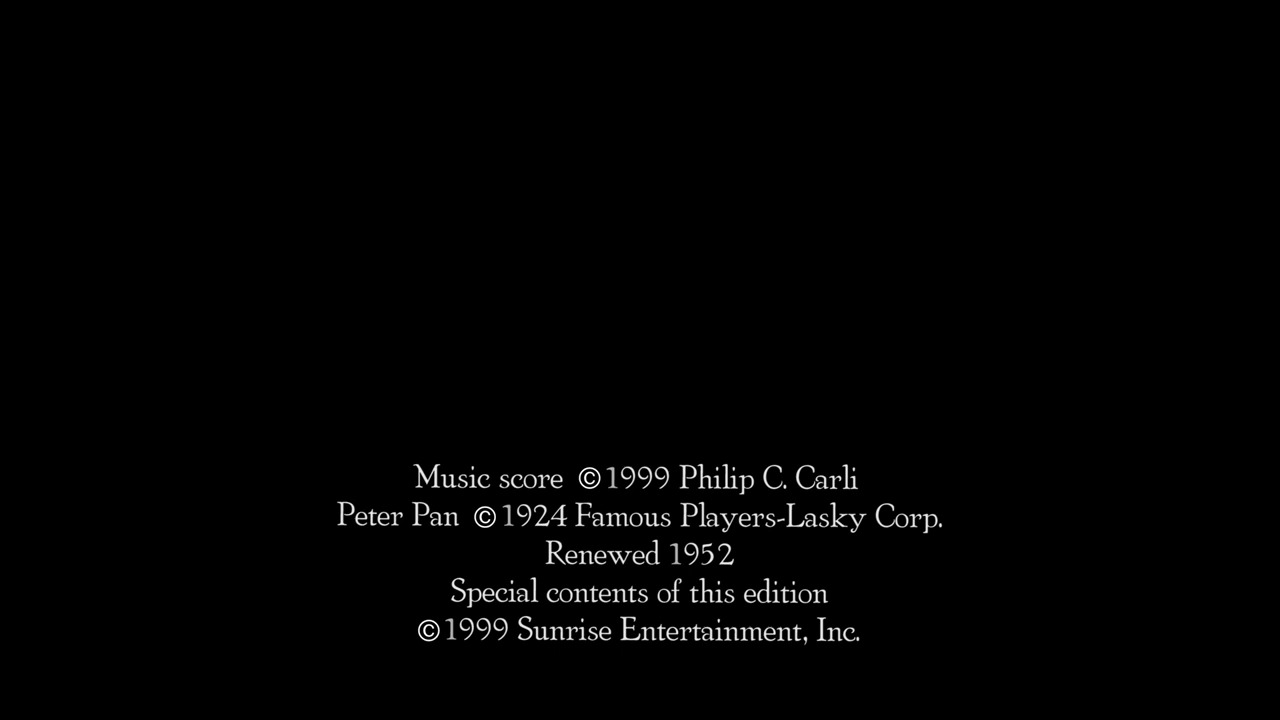 Music score ©1999 Philip C. Carli
Peter Pan ©1924 Famous Players-Lasky Corp.
Renewed 1952
Special contents of this edition
©1999 Sunrise Entertainment, Inc.